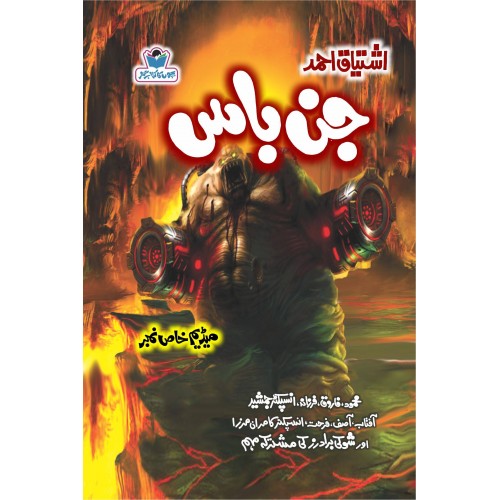 اشتیاق احمد
جن باس
میڈیم خاص نمبر
محمود، فاروق، فرزانہ، انسپکٹر جمشید
آفتاب، آصف، فرحت، انسپکٹر کامران مرزا
اور شوکی برادرز کی مشترکہ مہم